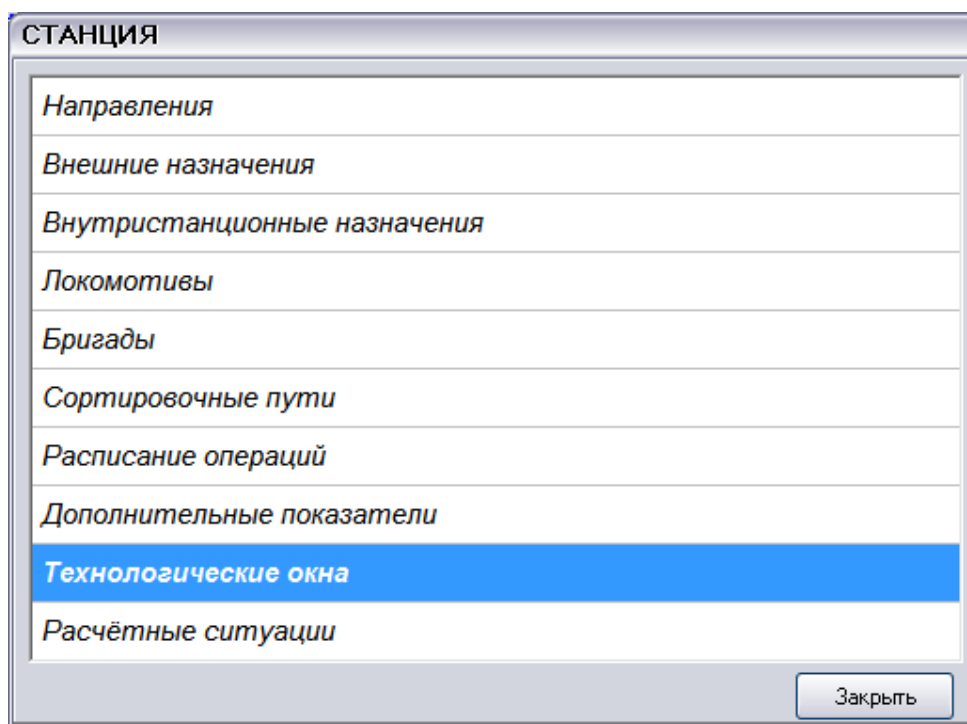 СТАНЦИЯ
Направления
Внешние назначения
Внутристанционные назначения
Локомотивы
Бригады
Сортировочные пути
Расписание операций
Дополнительные показатели
Технологические окна
Расчётные ситуации
Закрыть